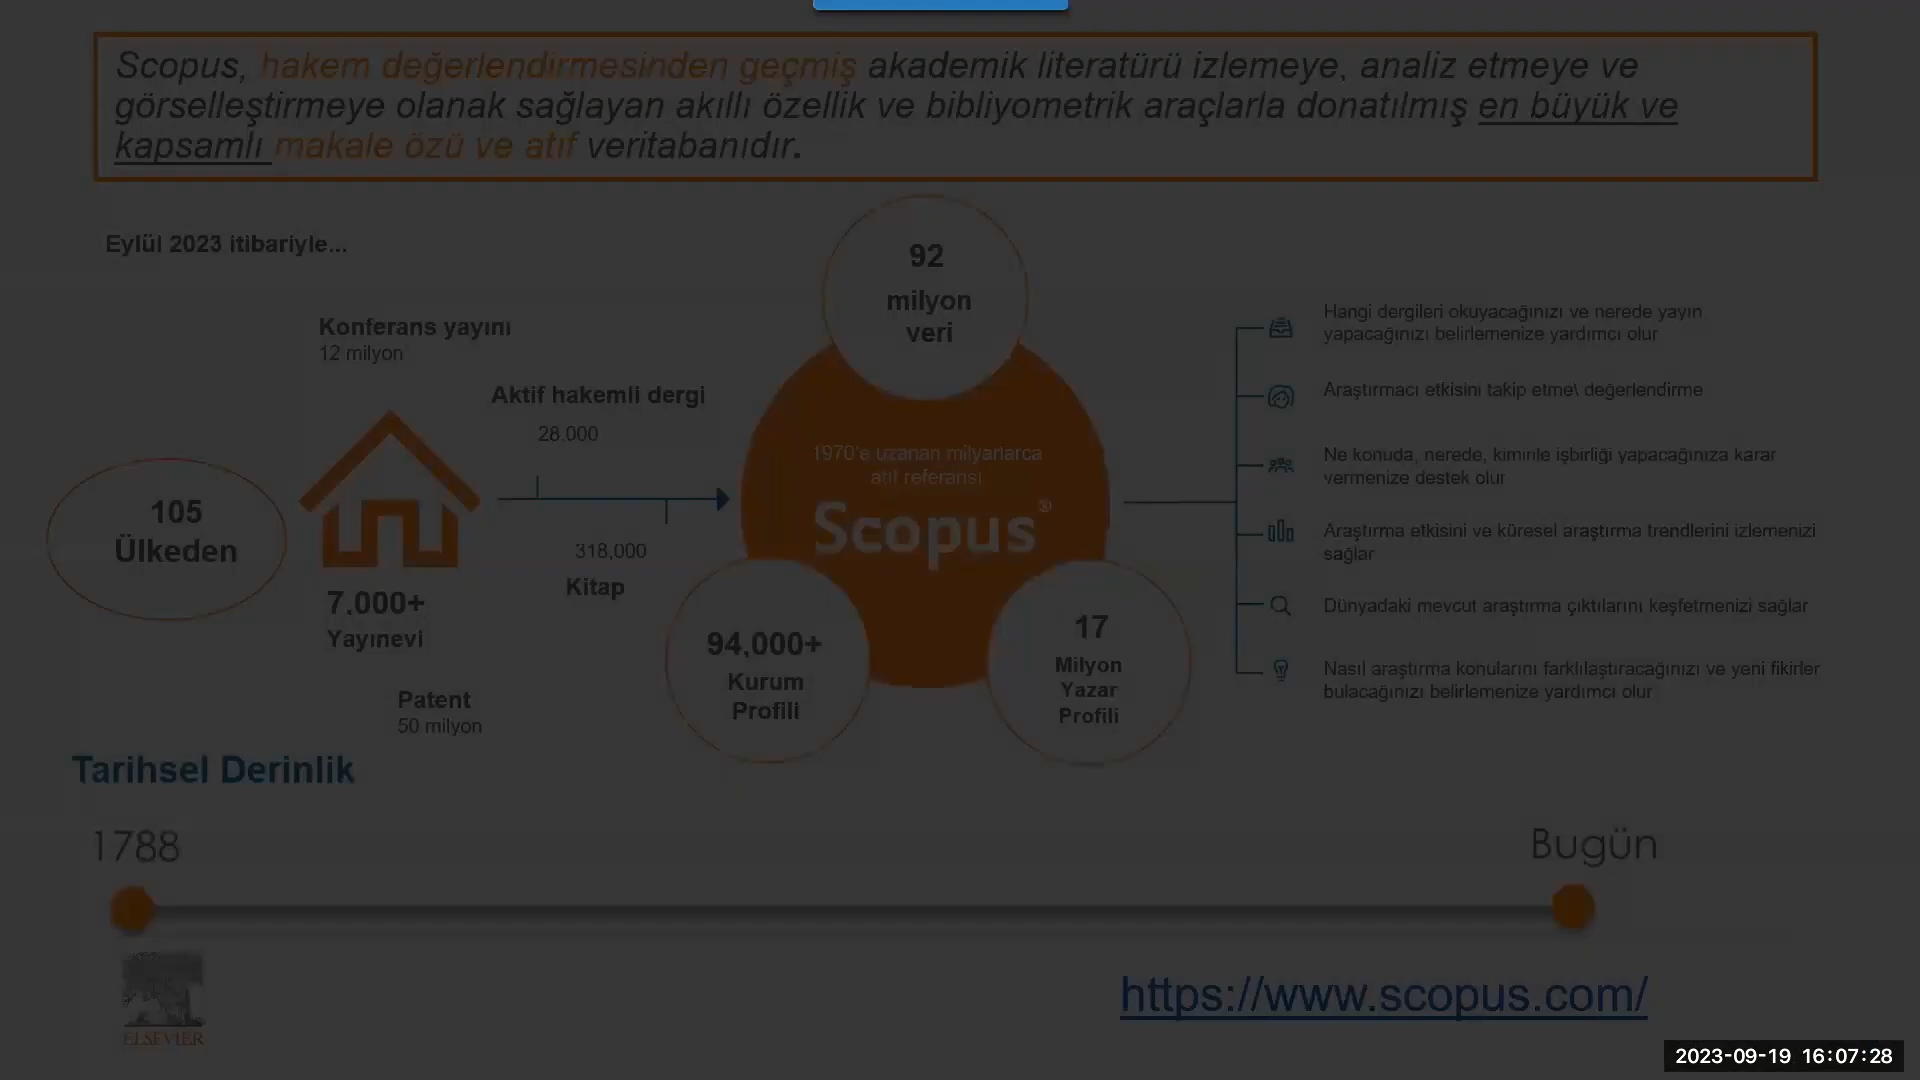 Scopus, hakem değerlendirmesinden geçmiş akademik literatürü izlemeye, analiz etmeye ve
görselleştirmeye olanak sağlayan akıllı özellik ve bibliyometrik araçlarla donatılmış en büyük ve
kapsamlı makale özü ve atıf veritabanıdır.
Eylül 2023 itibariyle...
Konferans yayını
12 milyon
Aktif hakemli dergi
28.000
105
Ülkeden
7,000+
Yayınevi
318,000
Kitap
Patent
50 milyon
92
milyon
veri
1970'e uzanan milyarlarca
atıf referansı
Scopus®
94,000+
Kurum
Profili
17
Milyon
Yazar
Profili
Hangi dergileri okuyacağınızı ve nerede yayın
yapacağınızı belirlemenize yardımcı olur
Araştırmacı etkisini takip etme\ değerlendirme
Ne konuda, nerede, kiminle işbirliği yapacağınıza karar
vermenize destek olur
Araştırma etkisini ve küresel araştırma trendlerini izlemenizi
sağlar
Dünyadaki mevcut araştırma çıktılarını keşfetmenizi sağlar
Nasıl araştırma konularını farklılaştıracağınızı ve yeni fikirler
bulacağınızı belirlemenize yardımcı olur
Tarihsel Derinlik
1788
Bugün
ELSEVIER
https://www.scopus.com/
2023-09-19 16:07:28